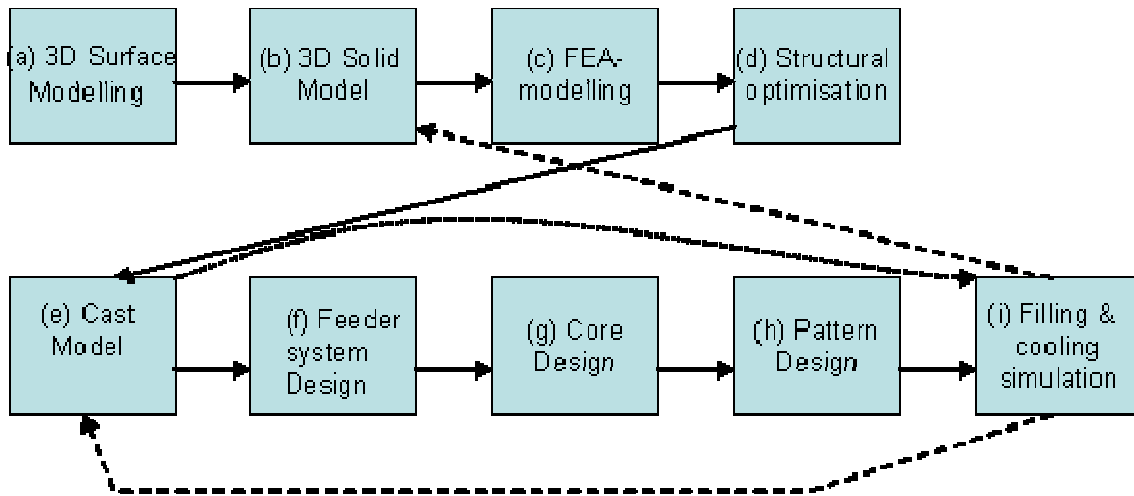 (a) 3D Surface
Modelling
(b) 3D Solid
Model
(c) FEA-
modelling
(d) Structural
optimisation
(e) Cast
Model
(f) Feeder
system
Design
(g) Core
Design
(h) Pattern
Design
(i) Filling &
cooling
simulation